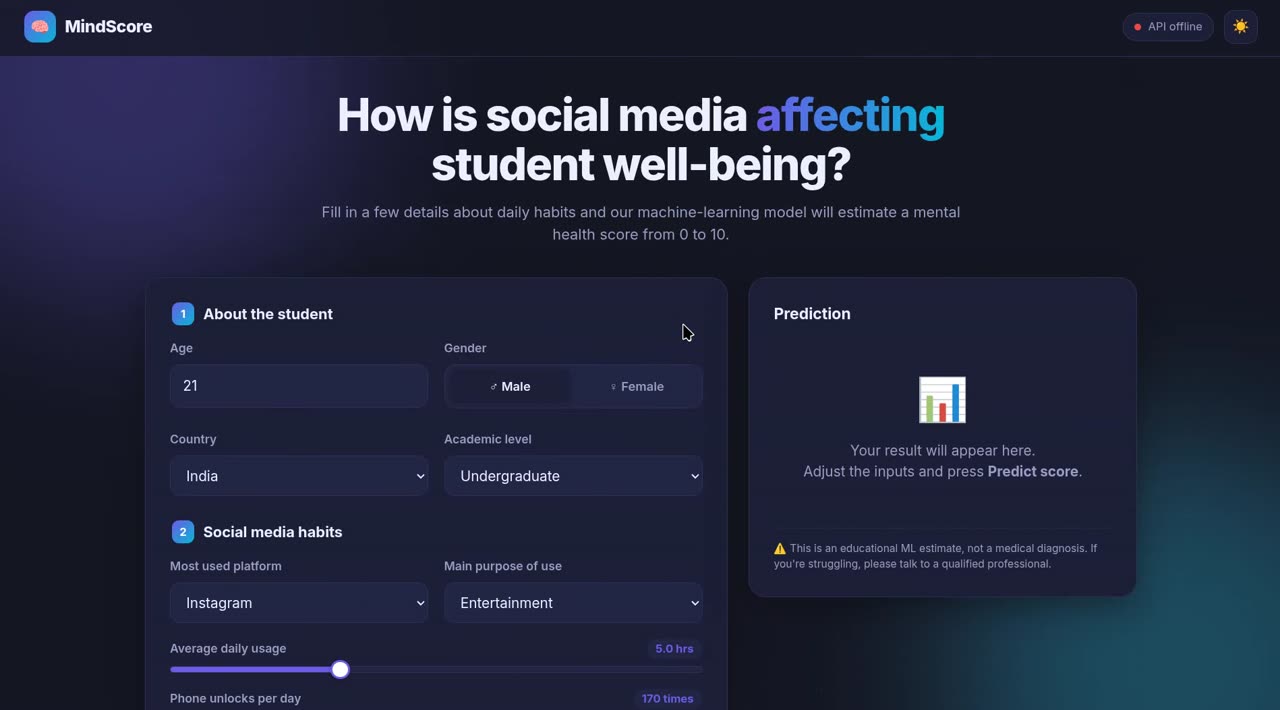 MindScore
API offline
How is social media affecting
student well-being?
Fill in a few details about daily habits and our machine-learning model will estimate a mental
health score from 0 to 10.
1 About the student
Age
Gender
21
♂ Male
♀ Female
Country
Academic level
India
Undergraduate
2 Social media habits
Most used platform
Main purpose of use
Instagram
Entertainment
Average daily usage
5.0 hrs
Phone unlocks per day
170 times
Prediction
Your result will appear here.
Adjust the inputs and press Predict score.
⚠️ This is an educational ML estimate, not a medical diagnosis. If
you're struggling, please talk to a qualified professional.